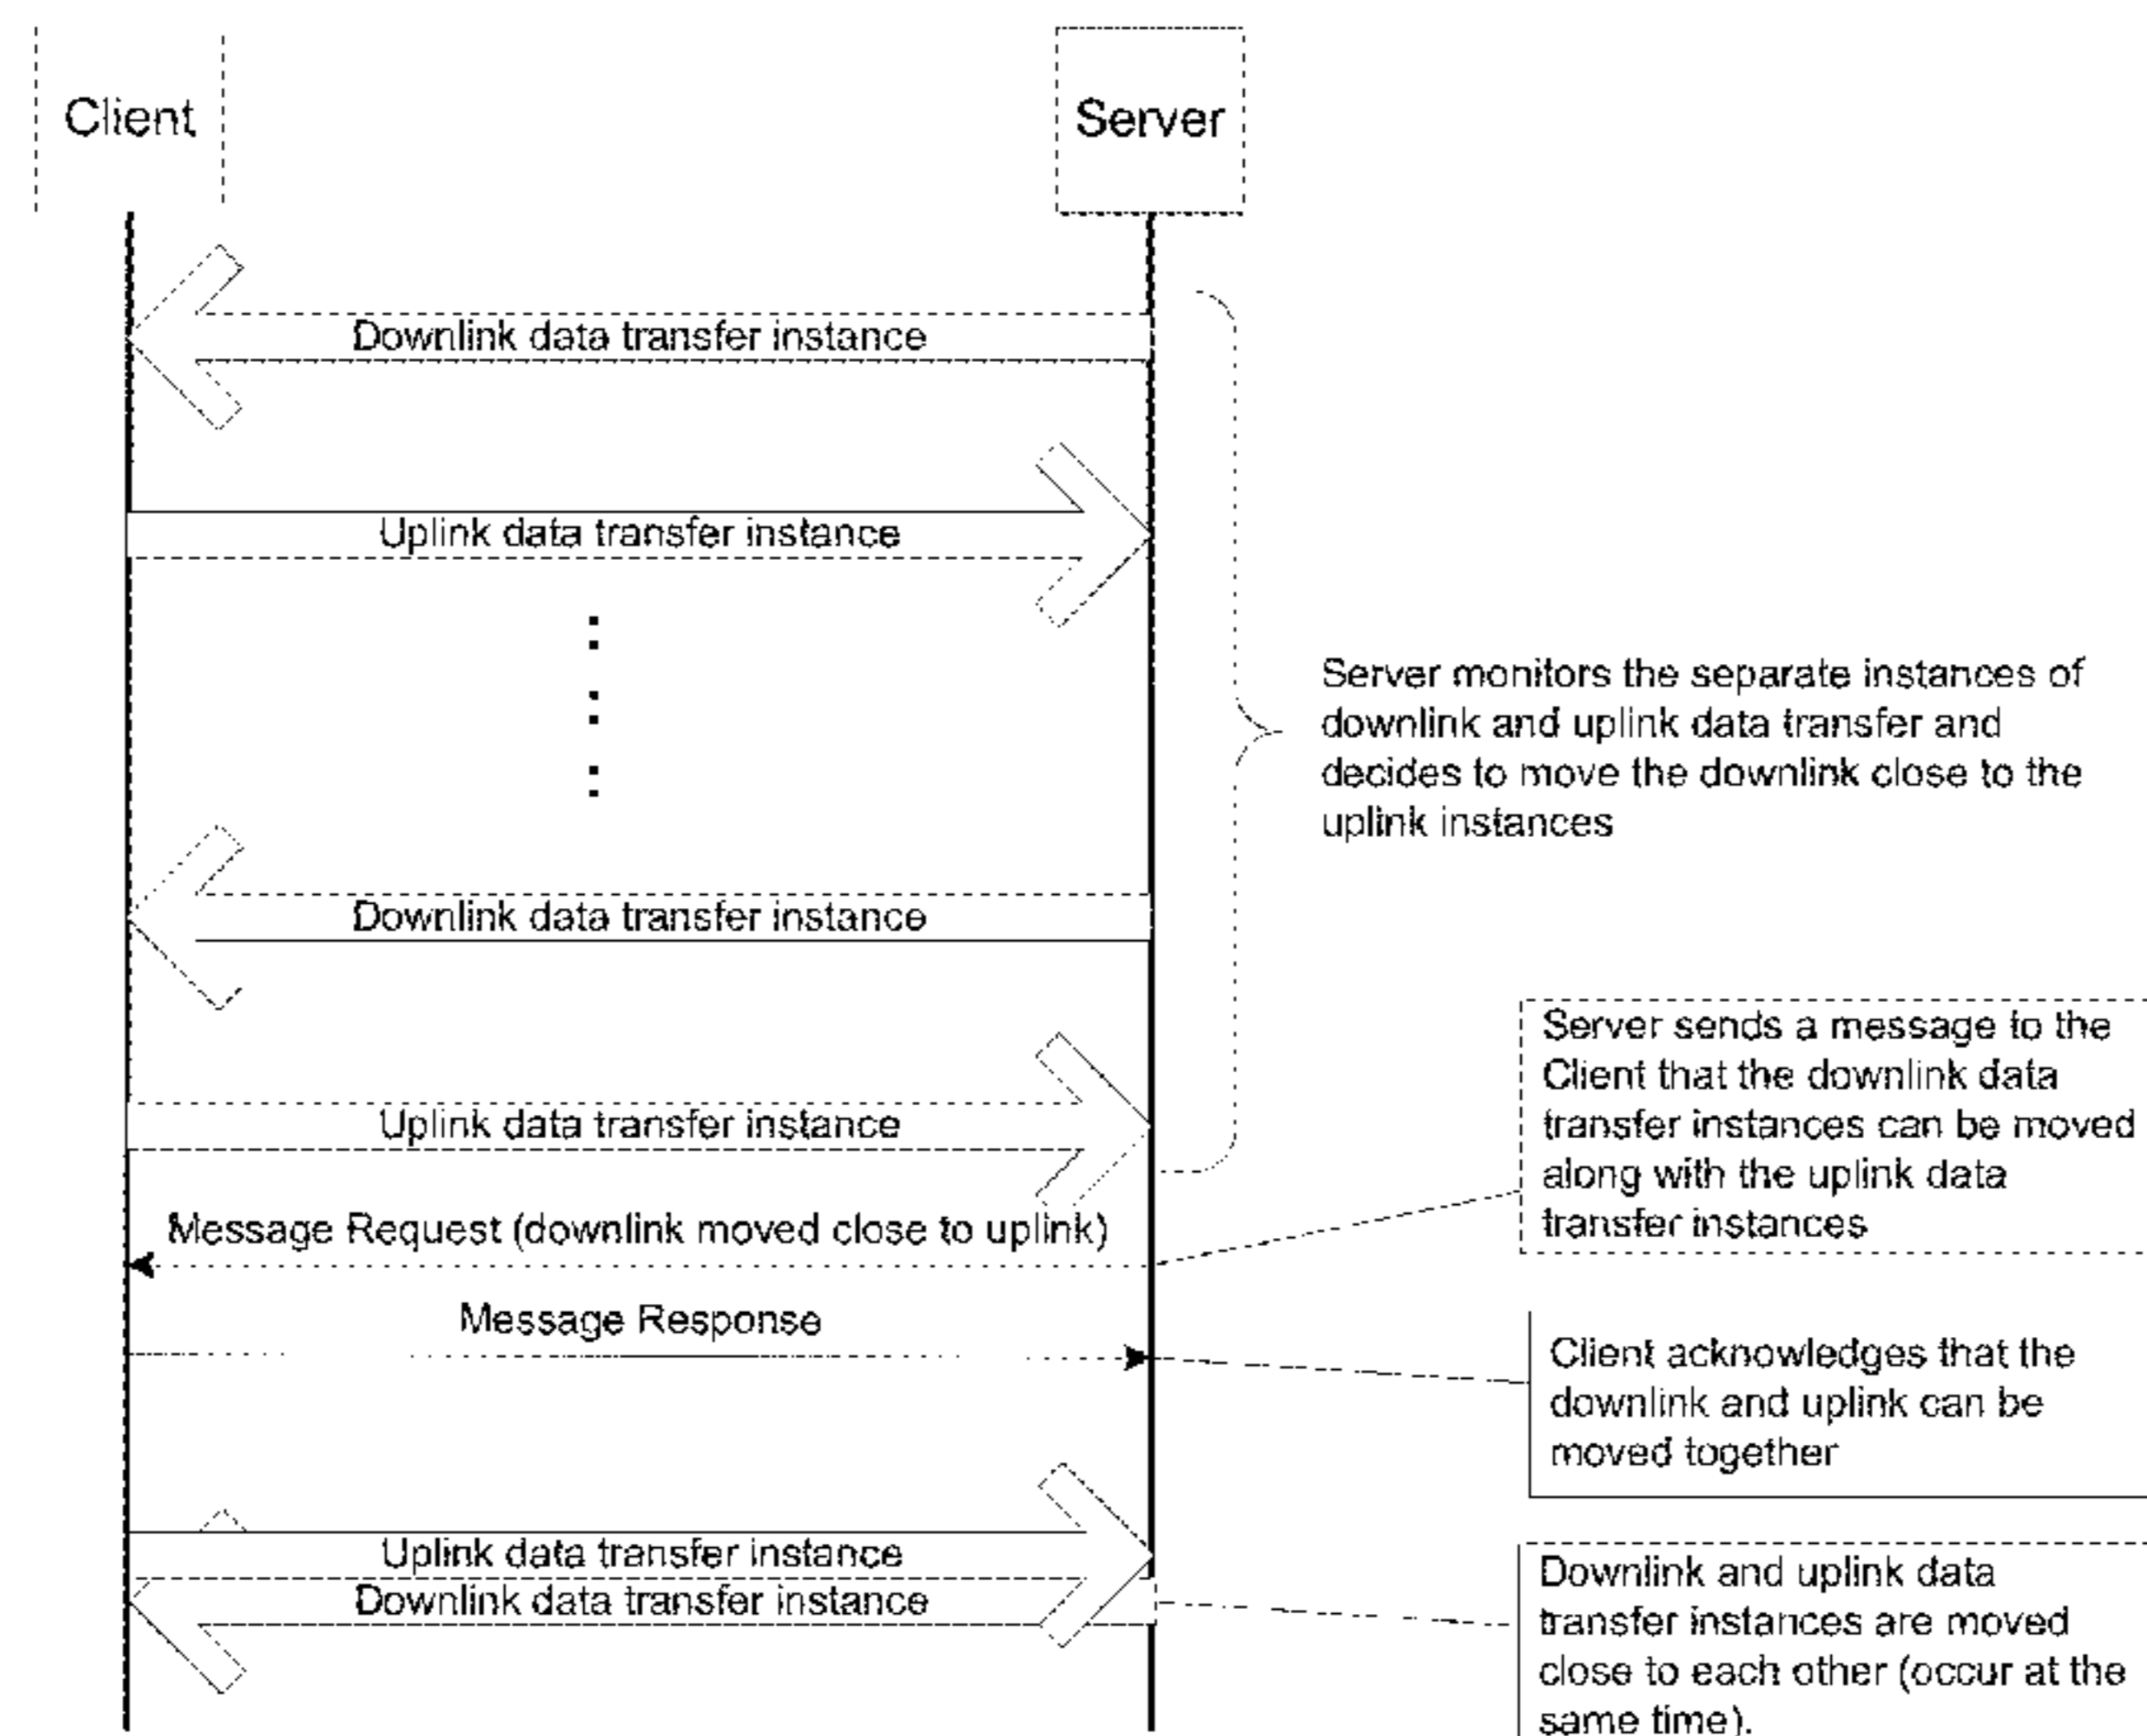 Client
Server
Downlink data transfer instance
Uplink data transfer instance
Server monitors the separate instances of
downlink and uplink data transfer and
decides to move the downlink close to the
uplink instances
Downlink data transfer instance
Server sends a message to the
Client that the downlink data
transfer instances can be moved
along with the uplink data
transfer instances
Uplink data transfer instance
Message Request (downlink moved close to uplink)
Message Response
Client acknowledges that the
downlink and uplink can be
moved together
Uplink data transfer instance
Downlink data transfer instance
Downlink and uplink data
transfer instances are moved
close to each other (occur at the
same time).